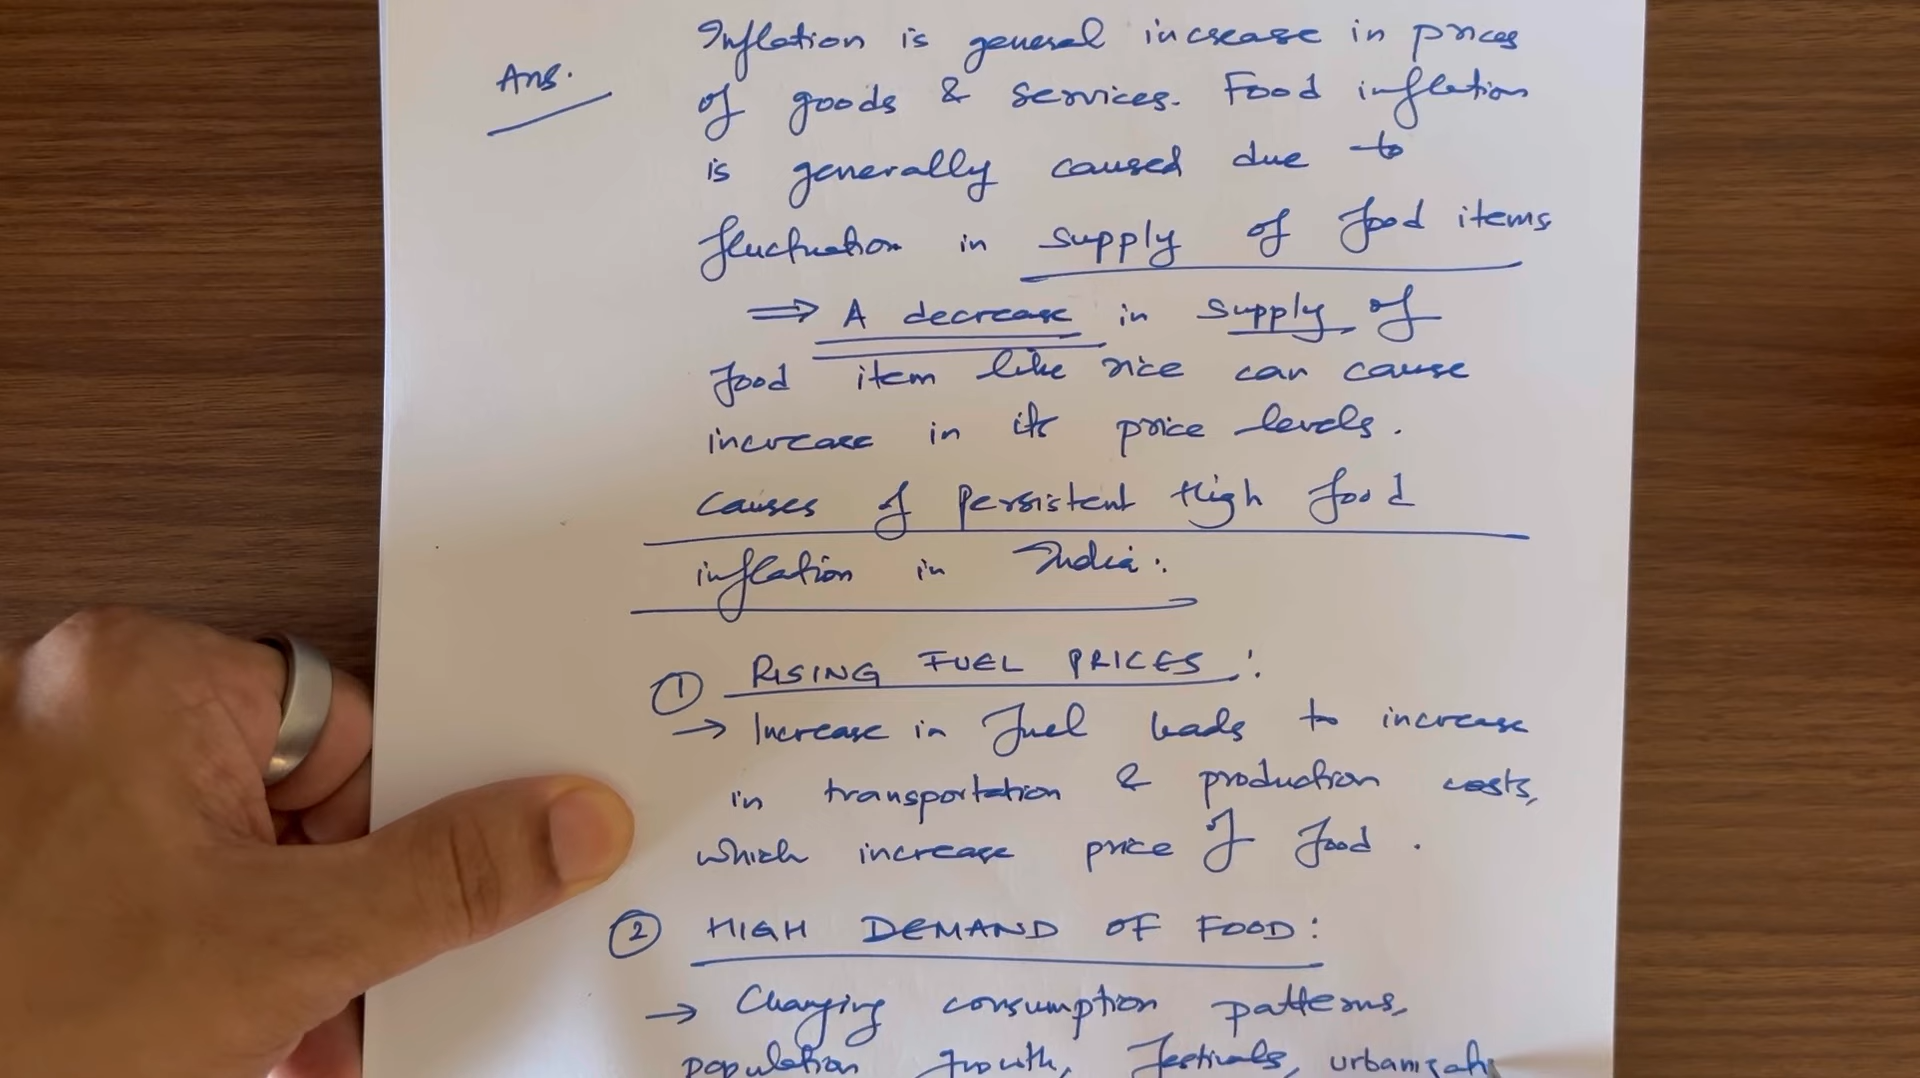 Ans.
Inflation is general increase in prices
of goods & services. Food inflation
is generally caused due to
fluctuation in supply of food items
⇒ A decrease in supply of
food item like rice can cause
increase in its price levels.
Causes of Persistent High food
inflation in India:
① RISING FUEL PRICES:
→ Increase in fuel leads to increase
in transportation & production costs,
which increase price of food.
② HIGH DEMAND OF FOOD:
→ Changing consumption patterns,
population growth, festivals, urbanisati